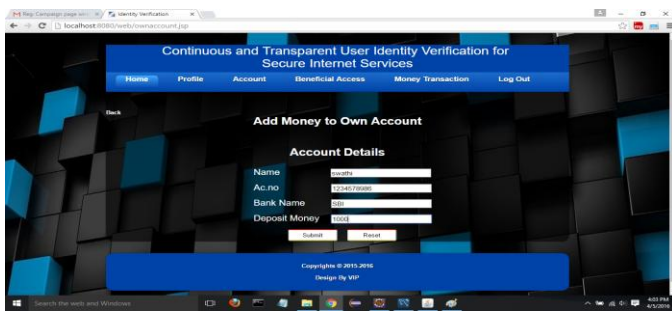 Reg. Campaign page
Identity Verification
localhost:8080/web/ownaccount.jsp
Continuous and Transparent User Identity Verification for
Secure Internet Services
Home Profile Account Beneficial Access Money Transaction Log Out
Back
Add Money to Own Account
Account Details
Name swathi
Ac.no
Bank Name SBI
Deposit Money 1000
Submit Reset
Copyrights © 2015-2016
Design By VIP
Search the web and Windows
4:03 PM
4/5/2016